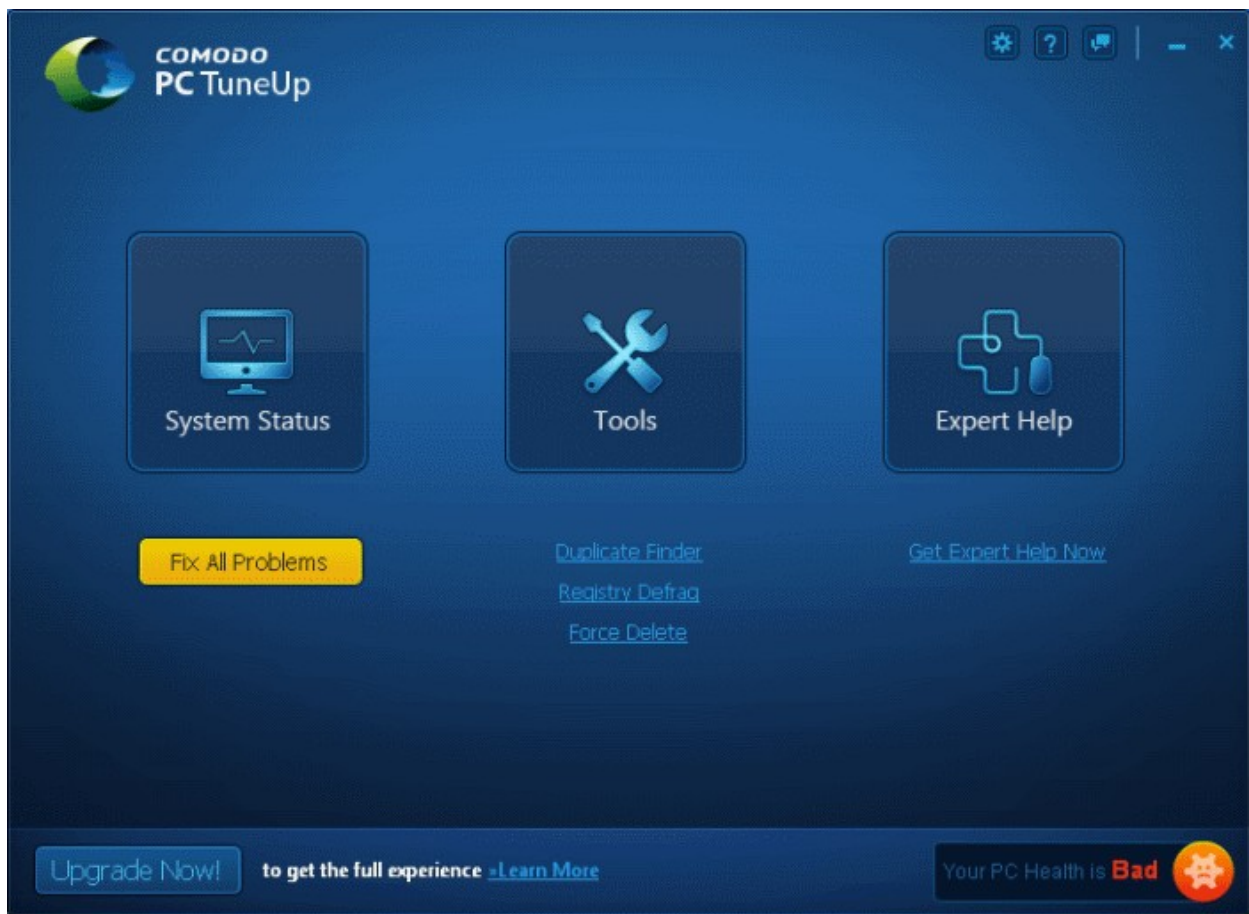 COMODO
PC TuneUp
System Status
Tools
Expert Help
Fix All Problems
Duplicate Finder
Registry Defrag
Force Delete
Get Expert Help Now
Upgrade Now!
to get the full experience »Learn More
Your PC Health is Bad